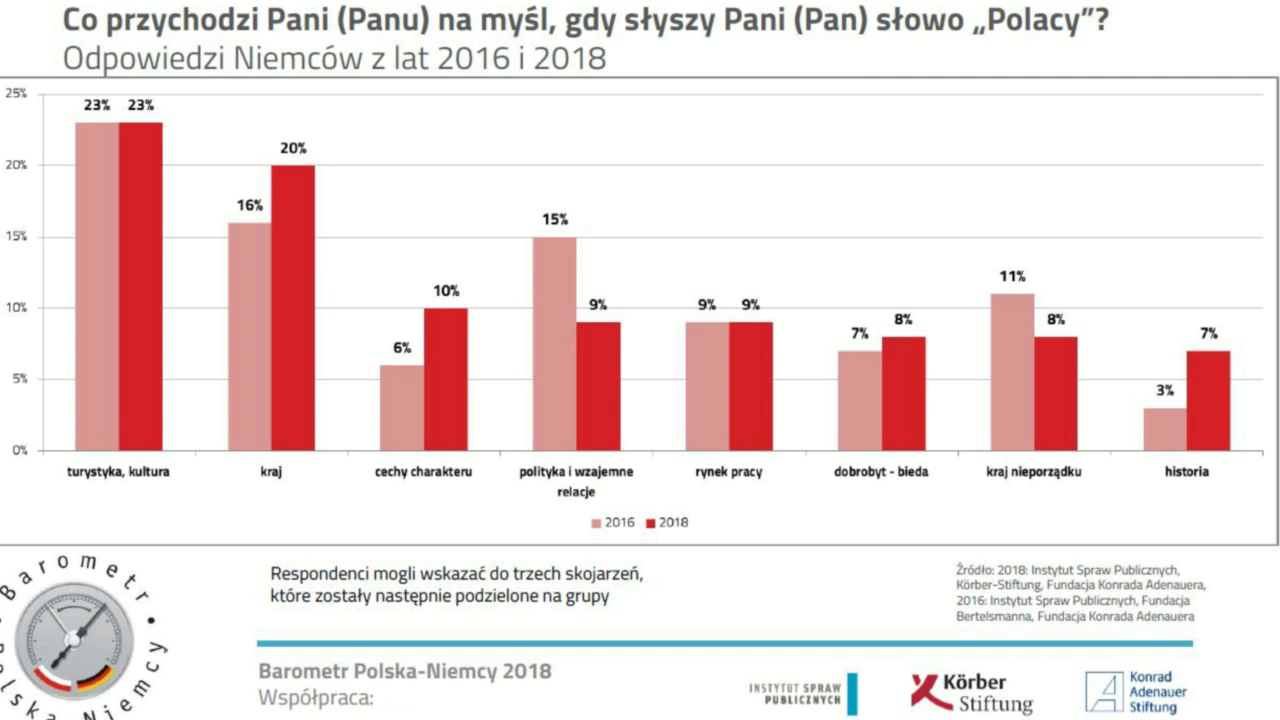 Co przychodzi Pani (Panu) na myśl, gdy słyszy Pani (Pan) słowo „Polacy”?
Odpowiedzi Niemców z lat 2016 i 2018
25%
23% 23%
20%
20%
16%
15%
15%
11%
10%
10%
9%
9% 9%
8%
8%
7%
7%
6%
5%
3%
0%
turystyka, kultura
kraj
cechy charakteru
polityka i wzajemne
relacje
rynek pracy
dobrobyt - bieda
kraj nieporządku
historia
2016 2018
Respondenci mogli wskazać do trzech skojarzeń,
które zostały następnie podzielone na grupy
Źródło: 2018: Instytut Spraw Publicznych,
Körber-Stiftung, Fundacja Konrada Adenauera,
2016: Instytut Spraw Publicznych, Fundacja
Bertelsmanna, Fundacja Konrada Adenauera
Barometr
Niemcy
Barometr Polska-Niemcy 2018
Współpraca:
INSTYTUT SPRAW
PUBLICZNYCH
Körber
Stiftung
Konrad
Adenauer
Stiftung